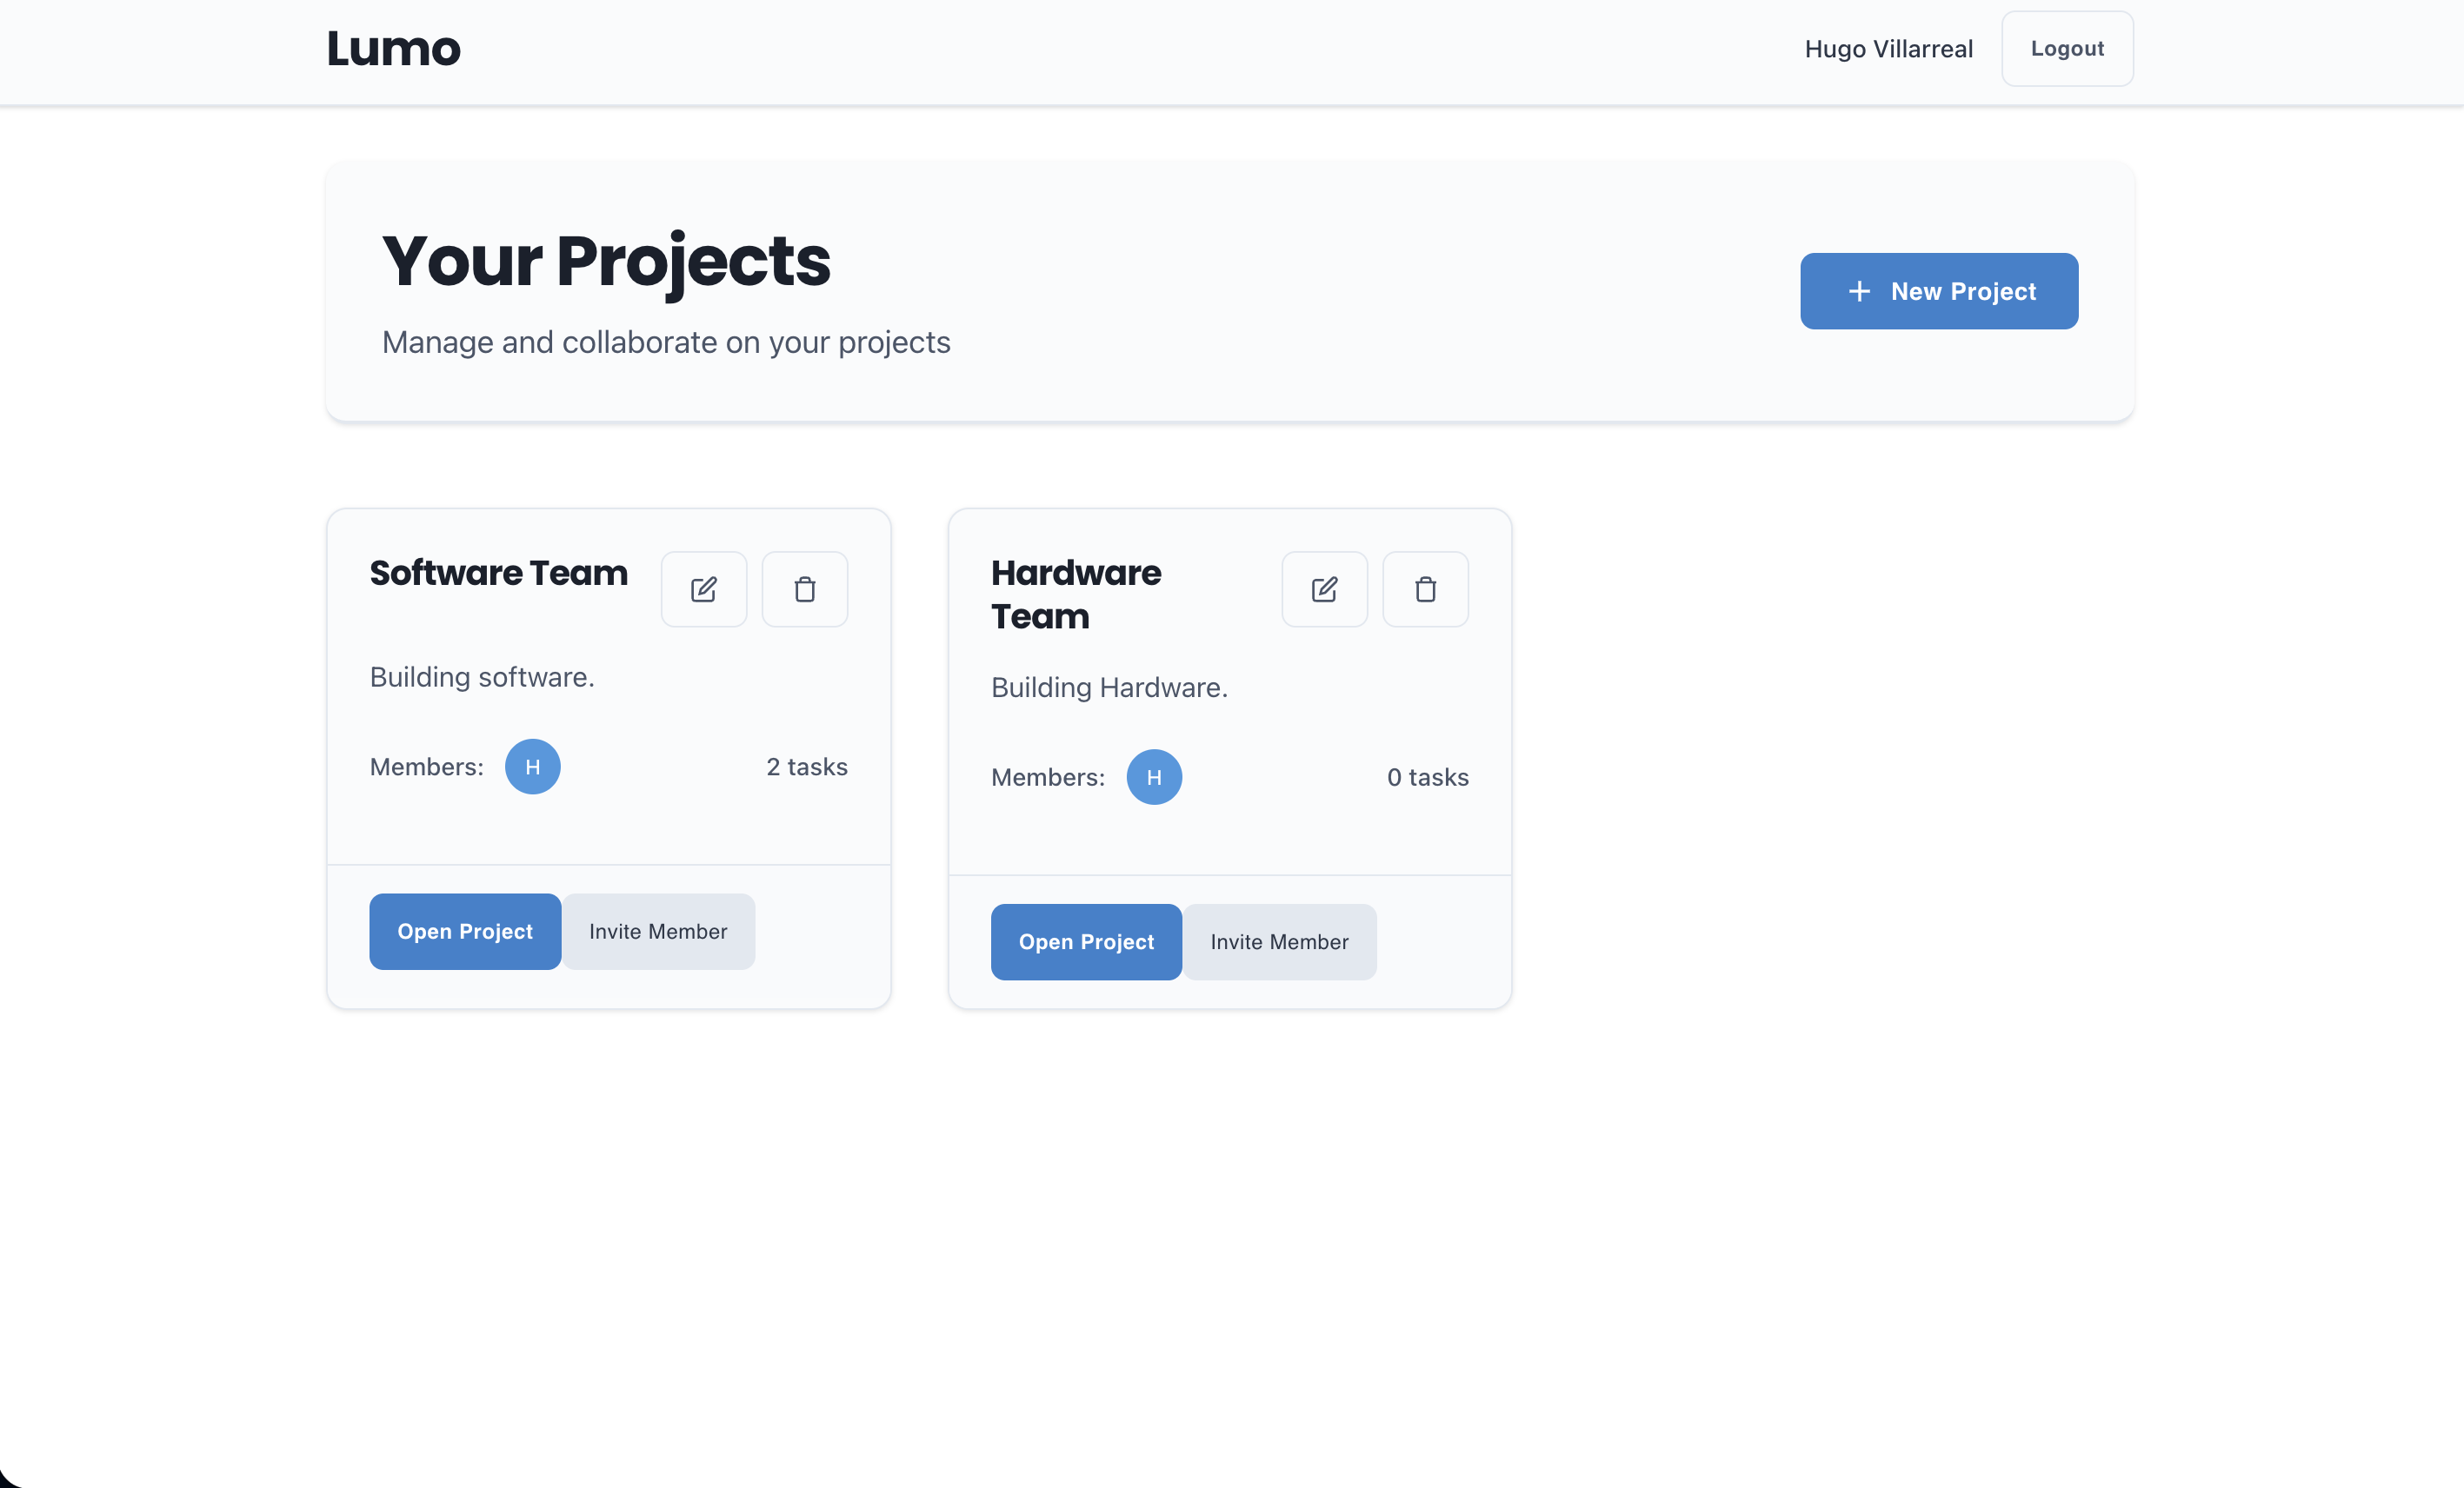 Lumo
Hugo Villarreal
Logout
Your Projects
Manage and collaborate on your projects
+ New Project
Software Team
Building software.
Members: H
2 tasks
Open Project
Invite Member
Hardware
Team
Building Hardware.
Members: H
0 tasks
Open Project
Invite Member